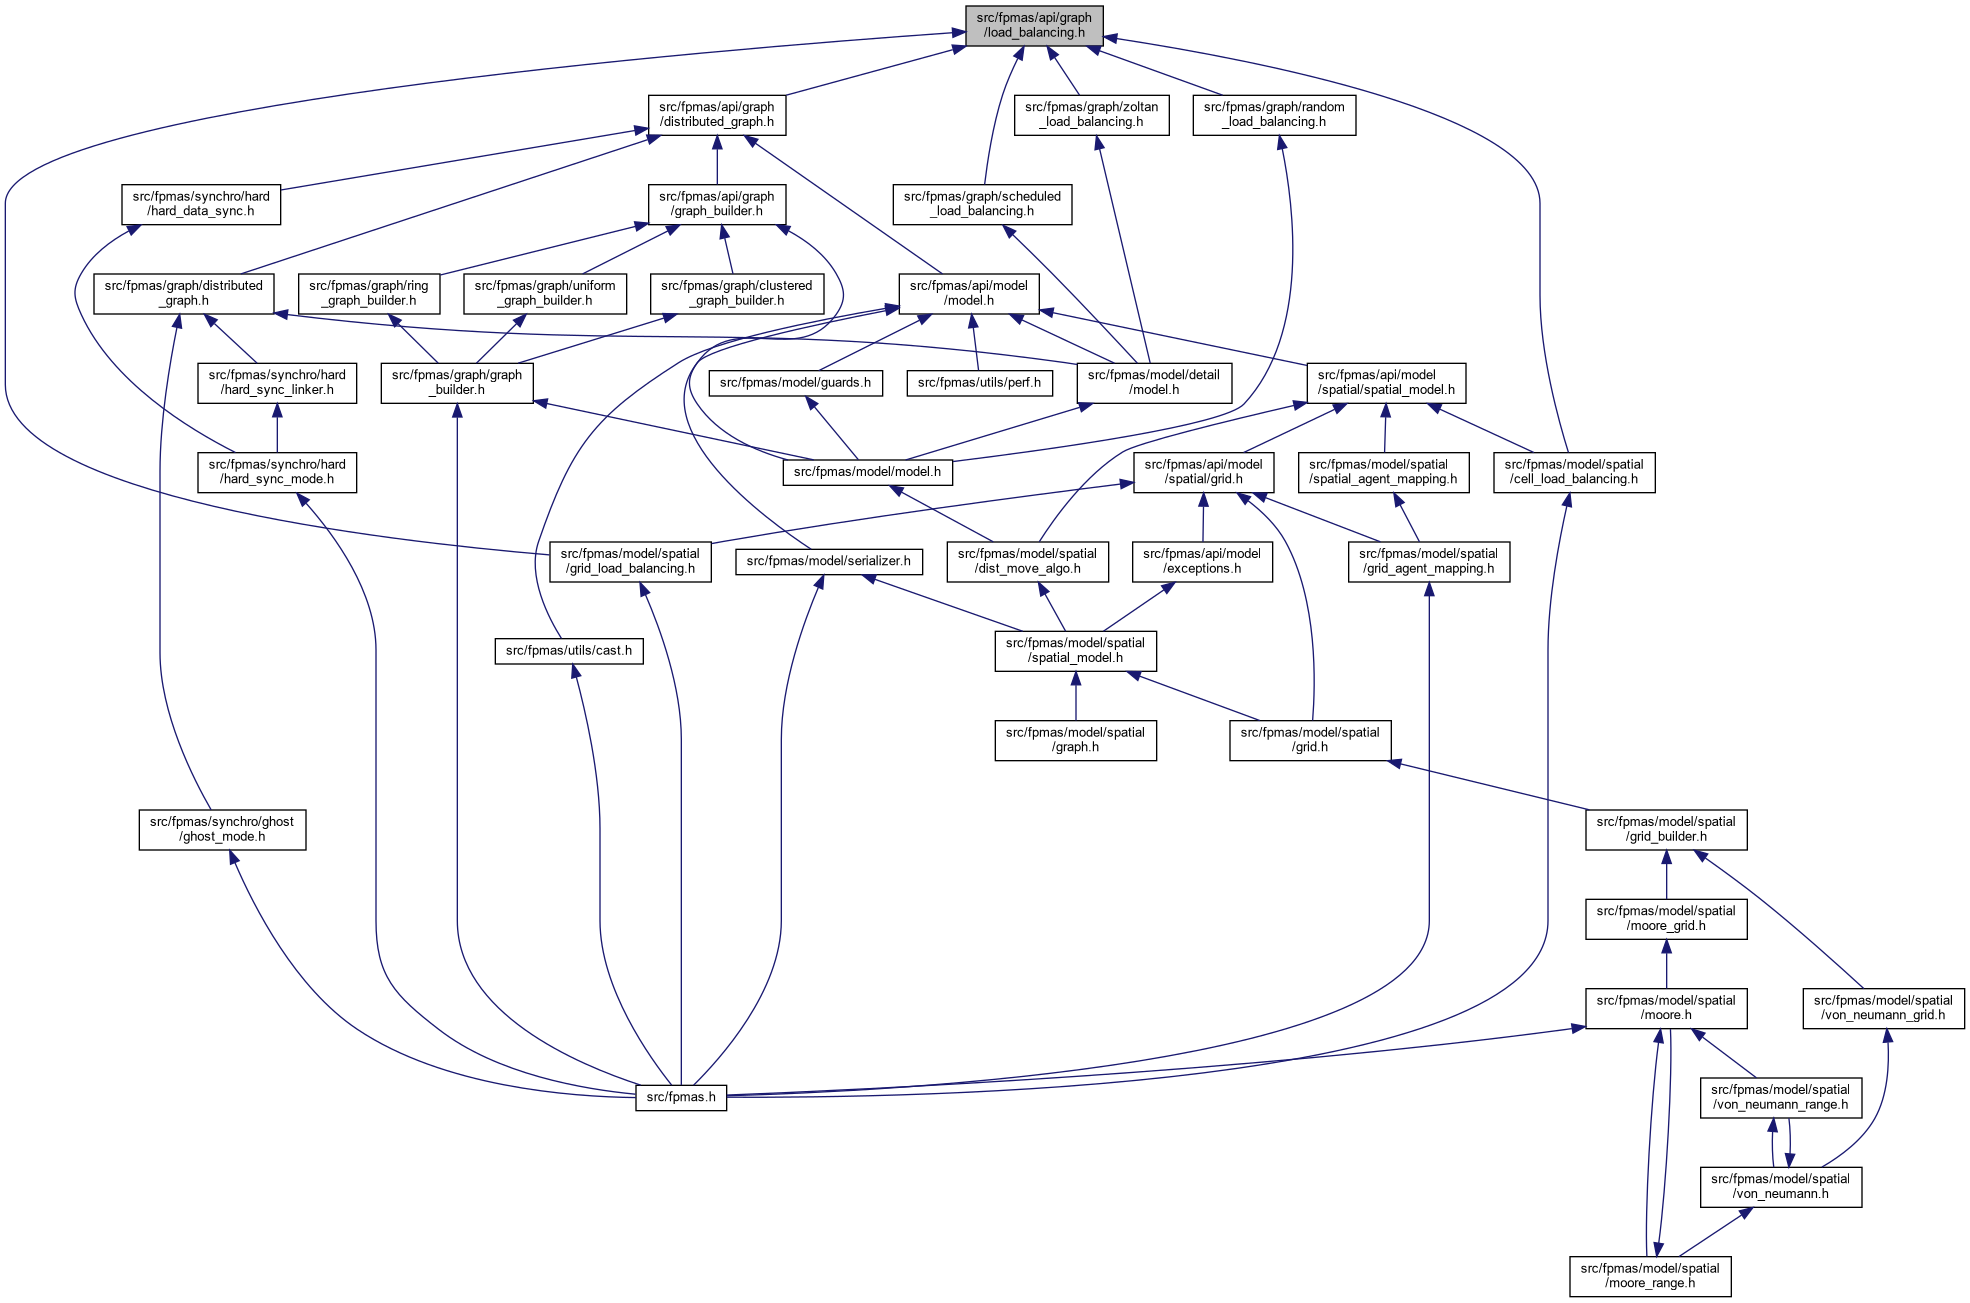 src/fpmas/api/graph
/load_balancing.h
src/fpmas/api/graph
/distributed_graph.h
src/fpmas/graph/zoltan
_load_balancing.h
src/fpmas/graph/random
_load_balancing.h
src/fpmas/synchro/hard
/hard_data_sync.h
src/fpmas/api/graph
/graph_builder.h
src/fpmas/graph/scheduled
_load_balancing.h
src/fpmas/graph/distributed
_graph.h
src/fpmas/graph/ring
_graph_builder.h
src/fpmas/graph/uniform
_graph_builder.h
src/fpmas/graph/clustered
_graph_builder.h
src/fpmas/api/model
/model.h
src/fpmas/synchro/hard
/hard_sync_linker.h
src/fpmas/graph/graph
_builder.h
src/fpmas/model/guards.h
src/fpmas/utils/perf.h
src/fpmas/model/detail
/model.h
src/fpmas/api/model
/spatial/spatial_model.h
src/fpmas/synchro/hard
/hard_sync_mode.h
src/fpmas/model/model.h
src/fpmas/api/model
/spatial/grid.h
src/fpmas/model/spatial
/spatial_agent_mapping.h
src/fpmas/model/spatial
/cell_load_balancing.h
src/fpmas/model/spatial
/grid_load_balancing.h
src/fpmas/model/serializer.h
src/fpmas/model/spatial
/dist_move_algo.h
src/fpmas/api/model
/exceptions.h
src/fpmas/model/spatial
/grid_agent_mapping.h
src/fpmas/utils/cast.h
src/fpmas/model/spatial
/spatial_model.h
src/fpmas/model/spatial
/graph.h
src/fpmas/model/spatial
/grid.h
src/fpmas/synchro/ghost
/ghost_mode.h
src/fpmas/model/spatial
/grid_builder.h
src/fpmas/model/spatial
/moore_grid.h
src/fpmas/model/spatial
/moore.h
src/fpmas/model/spatial
/von_neumann_grid.h
src/fpmas.h
src/fpmas/model/spatial
/von_neumann_range.h
src/fpmas/model/spatial
/von_neumann.h
src/fpmas/model/spatial
/moore_range.h